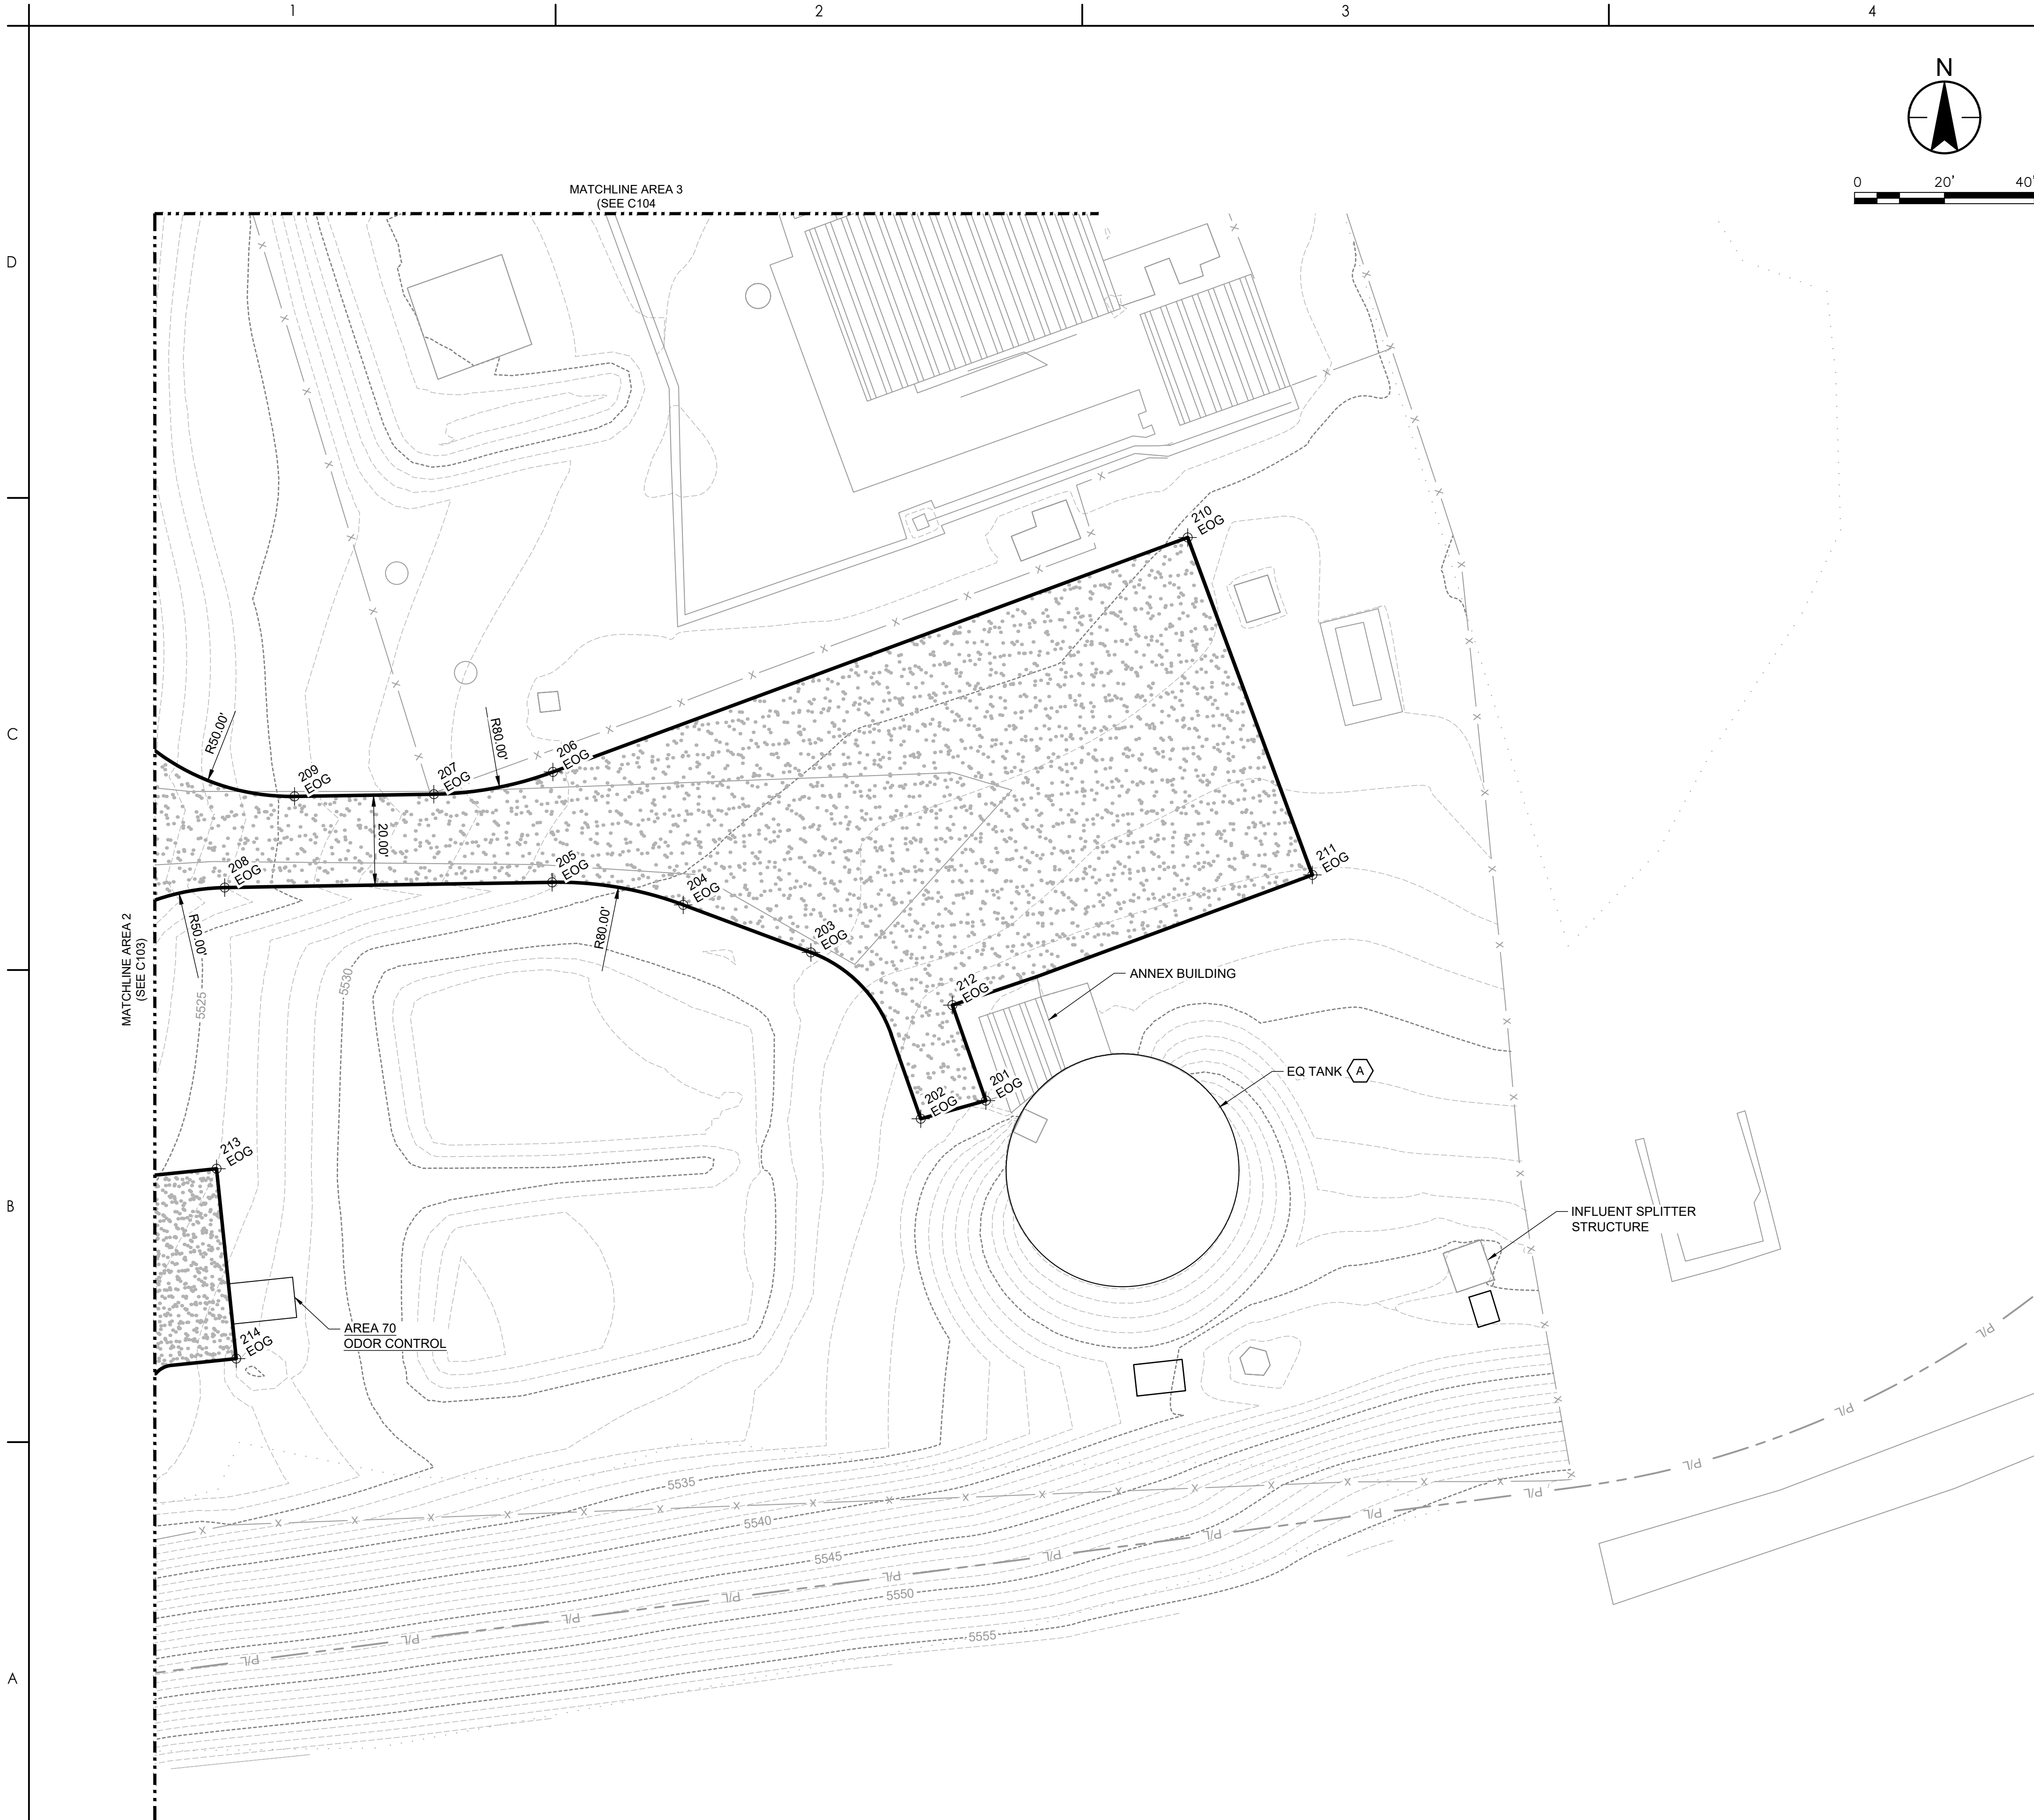 1
2
3
4
N
0 20' 40'
MATCHLINE AREA 3
(SEE C104
D
C
B
A
210
EOG
R50.00'
R80.00'
209
EOG
207
EOG
206
EOG
20.00'
208
EOG
205
EOG
204
EOG
203
EOG
211
EOG
R50.00'
R80.00'
MATCHLINE AREA 2
(SEE C103)
5525
5530
212
EOG
ANNEX BUILDING
201
EOG
202
EOG
EQ TANK A
213
EOG
INFLUENT SPLITTER
STRUCTURE
214
EOG
AREA 70
ODOR CONTROL
5535
5540
5545
5550
5555
X X X X X X X X X X X X X X X X X X
P/L P/L P/L P/L P/L P/L P/L P/L P/L P/L P/L P/L